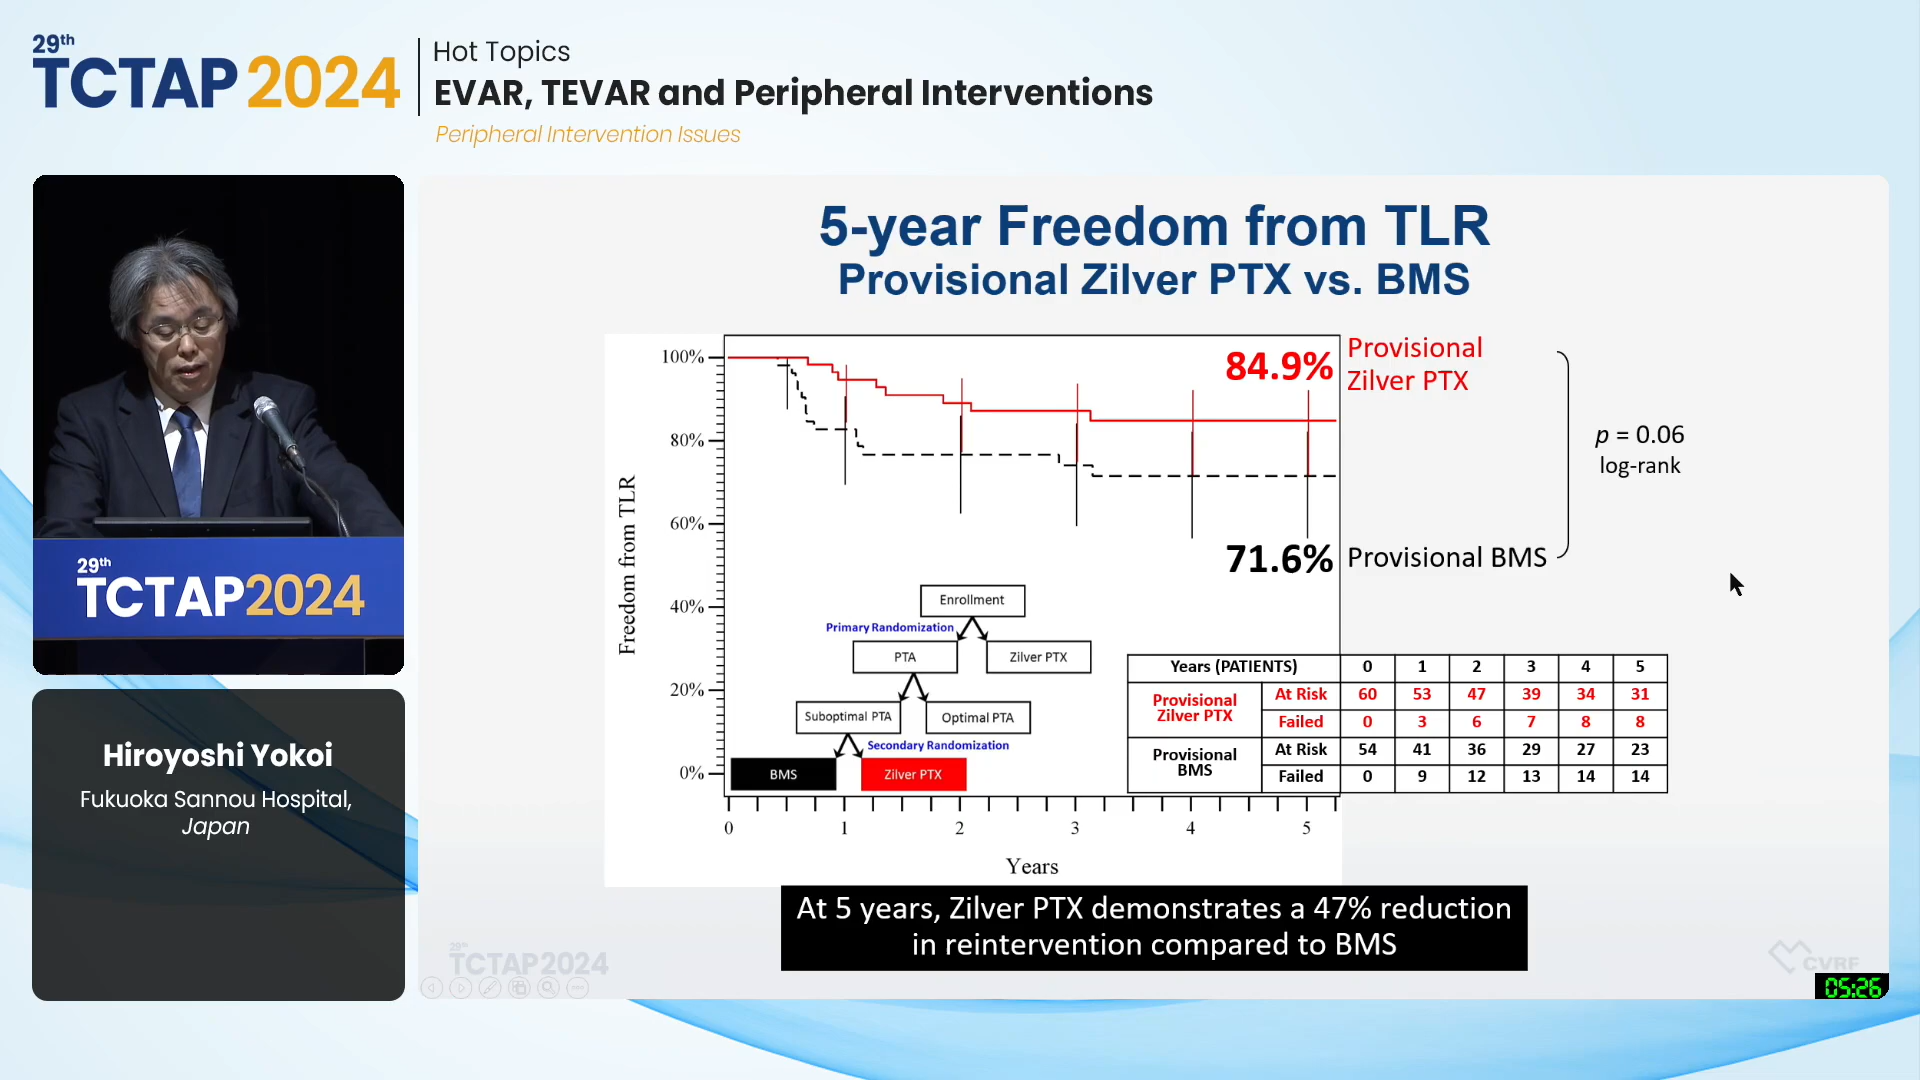 29th
TCTAP 2024
Hot Topics
EVAR, TEVAR and Peripheral Interventions
Peripheral Intervention Issues
29th
TCTAP2024
Hiroyoshi Yokoi
Fukuoka Sannou Hospital,
Japan
5-year Freedom from TLR
Provisional Zilver PTX vs. BMS
Freedom from TLR
100%
80%
60%
40%
20%
0%
84.9%
Provisional
Zilver PTX
p = 0.06
log-rank
71.6% Provisional BMS
Enrollment
Primary Randomization
PTA
Zilver PTX
Suboptimal PTA
Optimal PTA
Secondary Randomization
BMS
Zilver PTX
Years (PATIENTS) 0 1 2 3 4 5
Provisional Zilver PTX At Risk 60 53 47 39 34 31
Failed 0 3 6 7 8 8
Provisional BMS At Risk 54 41 36 29 27 23
Failed 0 9 12 13 14 14
0 1 2 3 4 5
Years
At 5 years, Zilver PTX demonstrates a 47% reduction
in reintervention compared to BMS
29th
TCTAP2024
CVRF
05:26